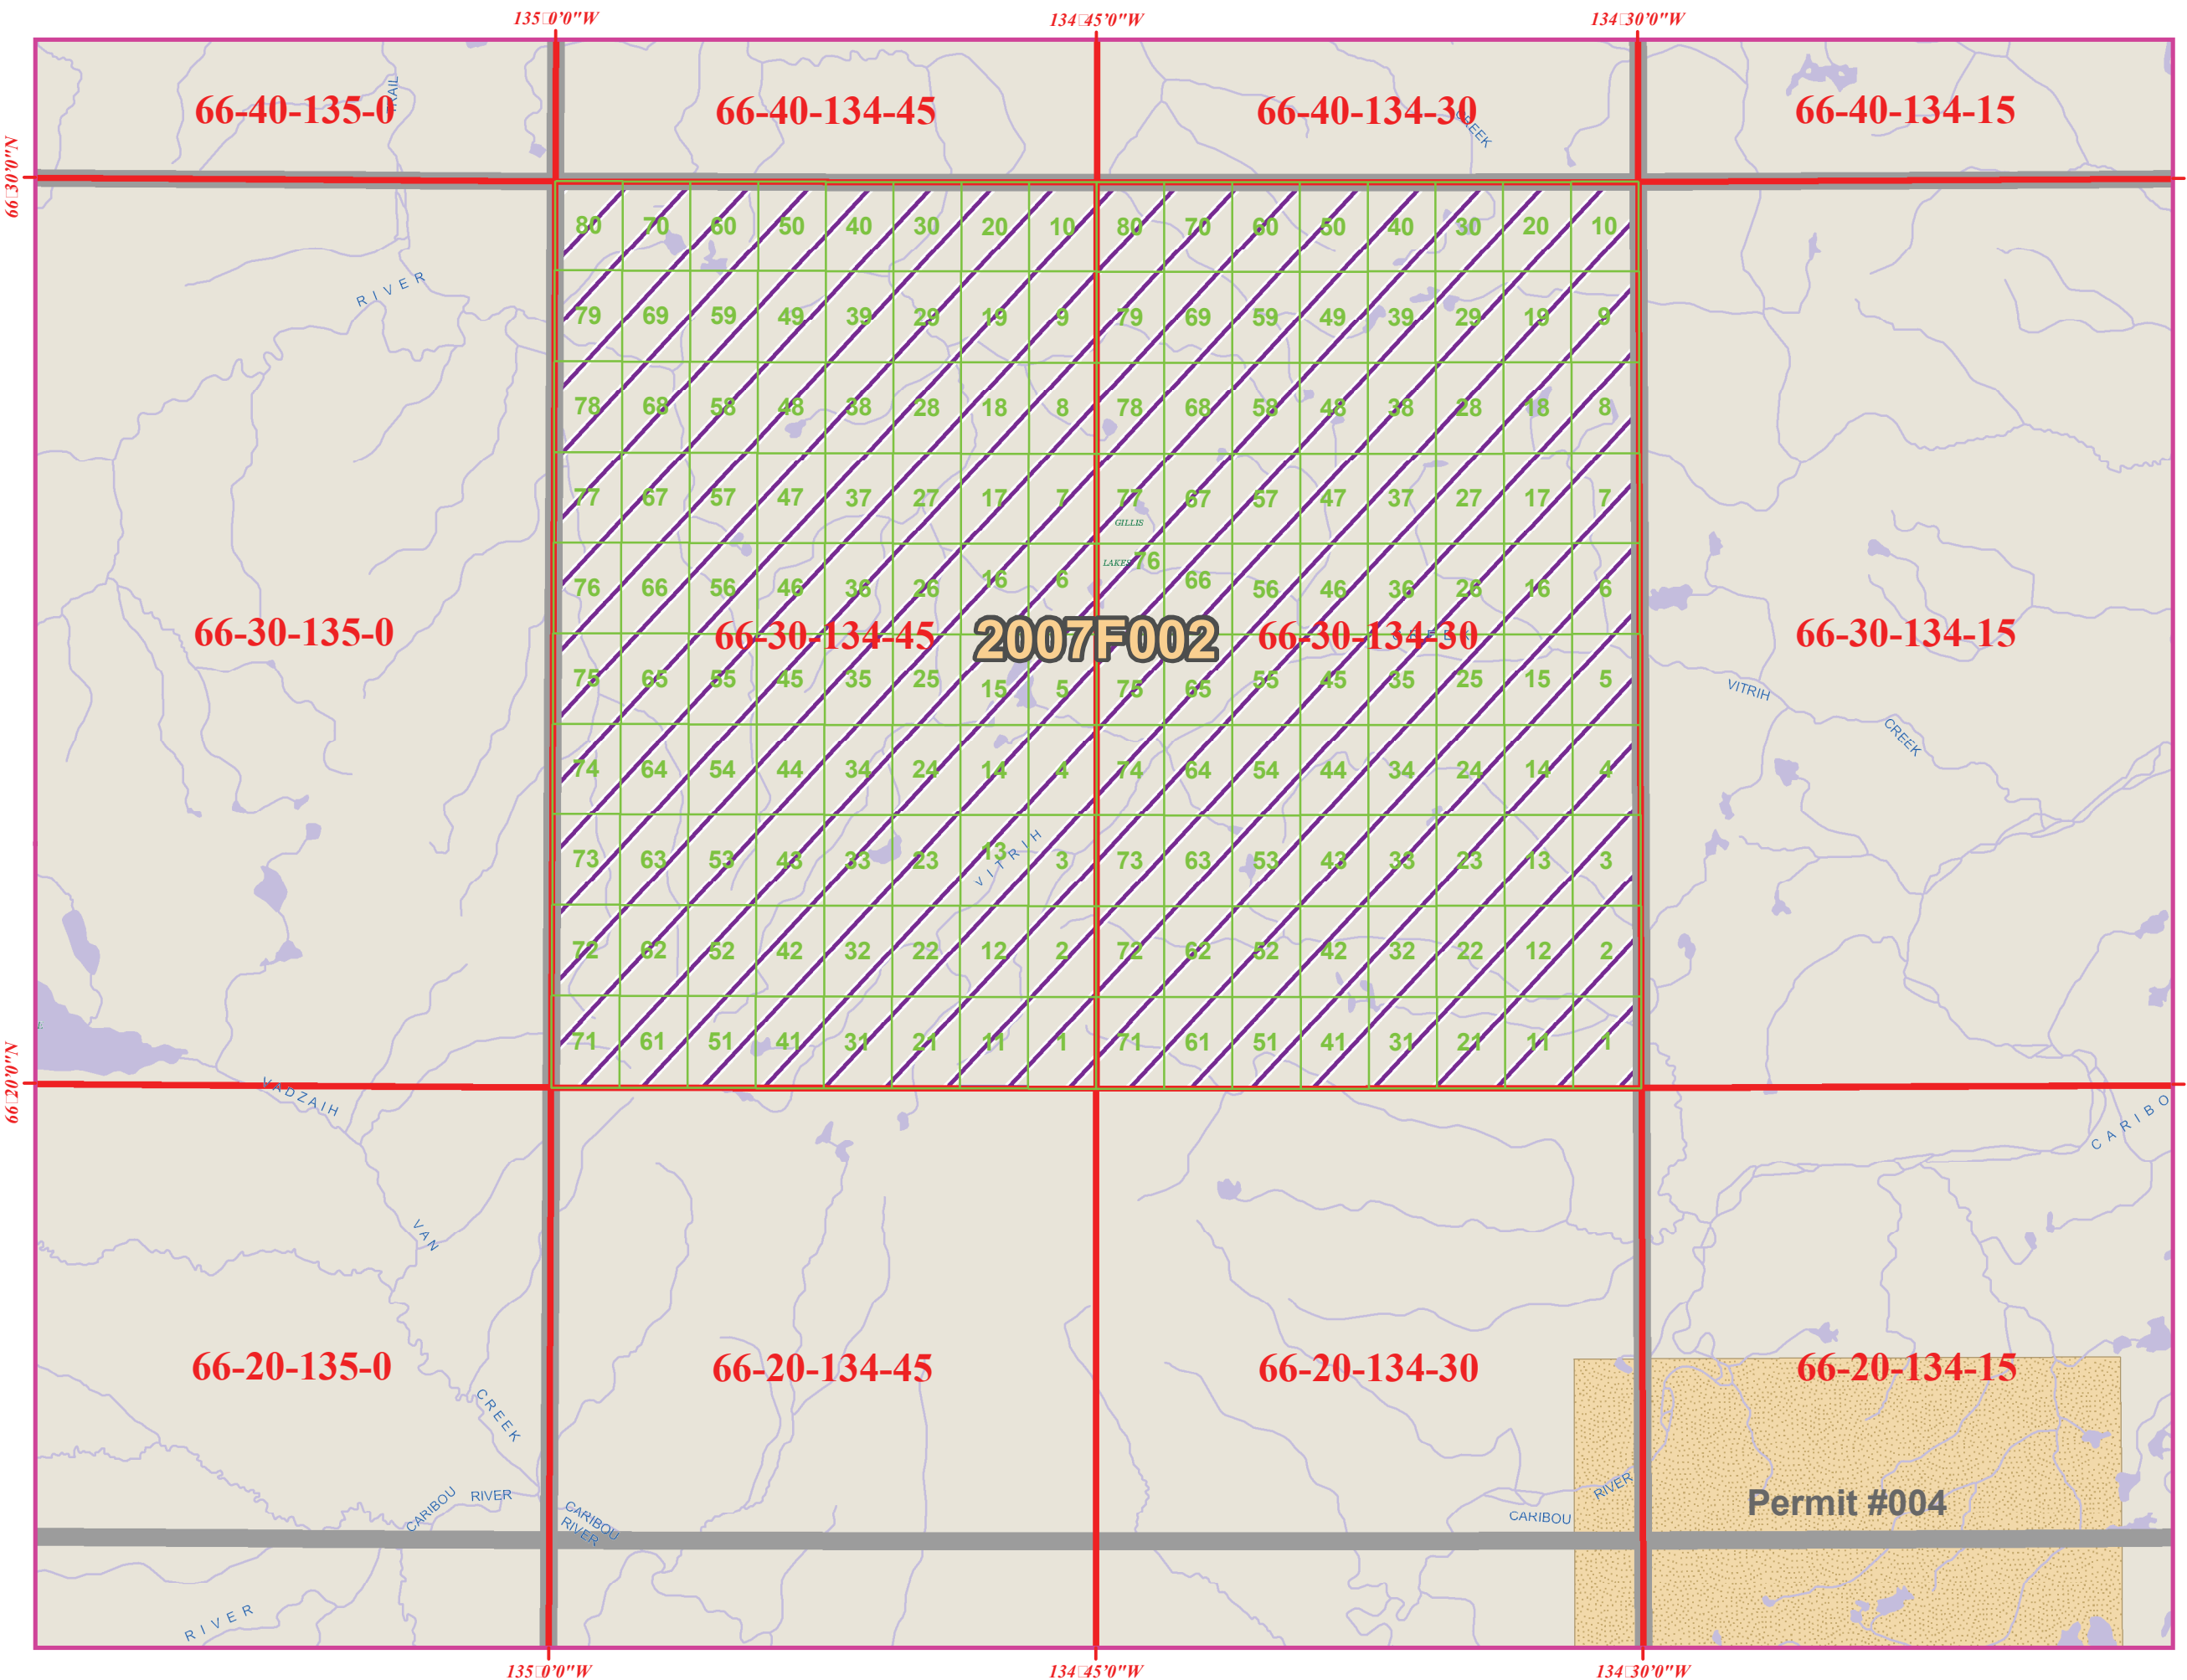 135°0'0"W 134°45'0"W 134°30'0"W
66°30'0"N
66°20'0"N
66-40-135-0 66-40-134-45 66-40-134-30 66-40-134-15
TRAIL
CREEK
RIVER
80 70 60 50 40 30 20 10 80 70 60 50 40 30 20 10
79 69 59 49 39 29 19 9 79 69 59 49 39 29 19 9
78 68 58 48 38 28 18 8 78 68 58 48 38 28 18 8
77 67 57 47 37 27 17 7 77 67 57 47 37 27 17 7
GILLIS
LAKES
76 66 56 46 36 26 16 6 76 66 56 46 36 26 16 6
66-30-135-0 66-30-134-45 2007F002 66-30-134-30 66-30-134-15
CREEK
75 65 55 45 35 25 15 5 75 65 55 45 35 25 15 5
VITRIH
CREEK
74 64 54 44 34 24 14 4 74 64 54 44 34 24 14 4
73 63 53 43 33 23 13 3 73 63 53 43 33 23 13 3
VITRIH
72 62 52 42 32 22 12 2 72 62 52 42 32 22 12 2
71 61 51 41 31 21 11 1 71 61 51 41 31 21 11 1
VADZAIH
CARIBO
VAN
66-20-135-0 66-20-134-45 66-20-134-30 66-20-134-15
CREEK
CARIBOU
RIVER
CARIBOU
RIVER
RIVER
CARIBOU
Permit #004
RIVER
135°0'0"W 134°45'0"W 134°30'0"W